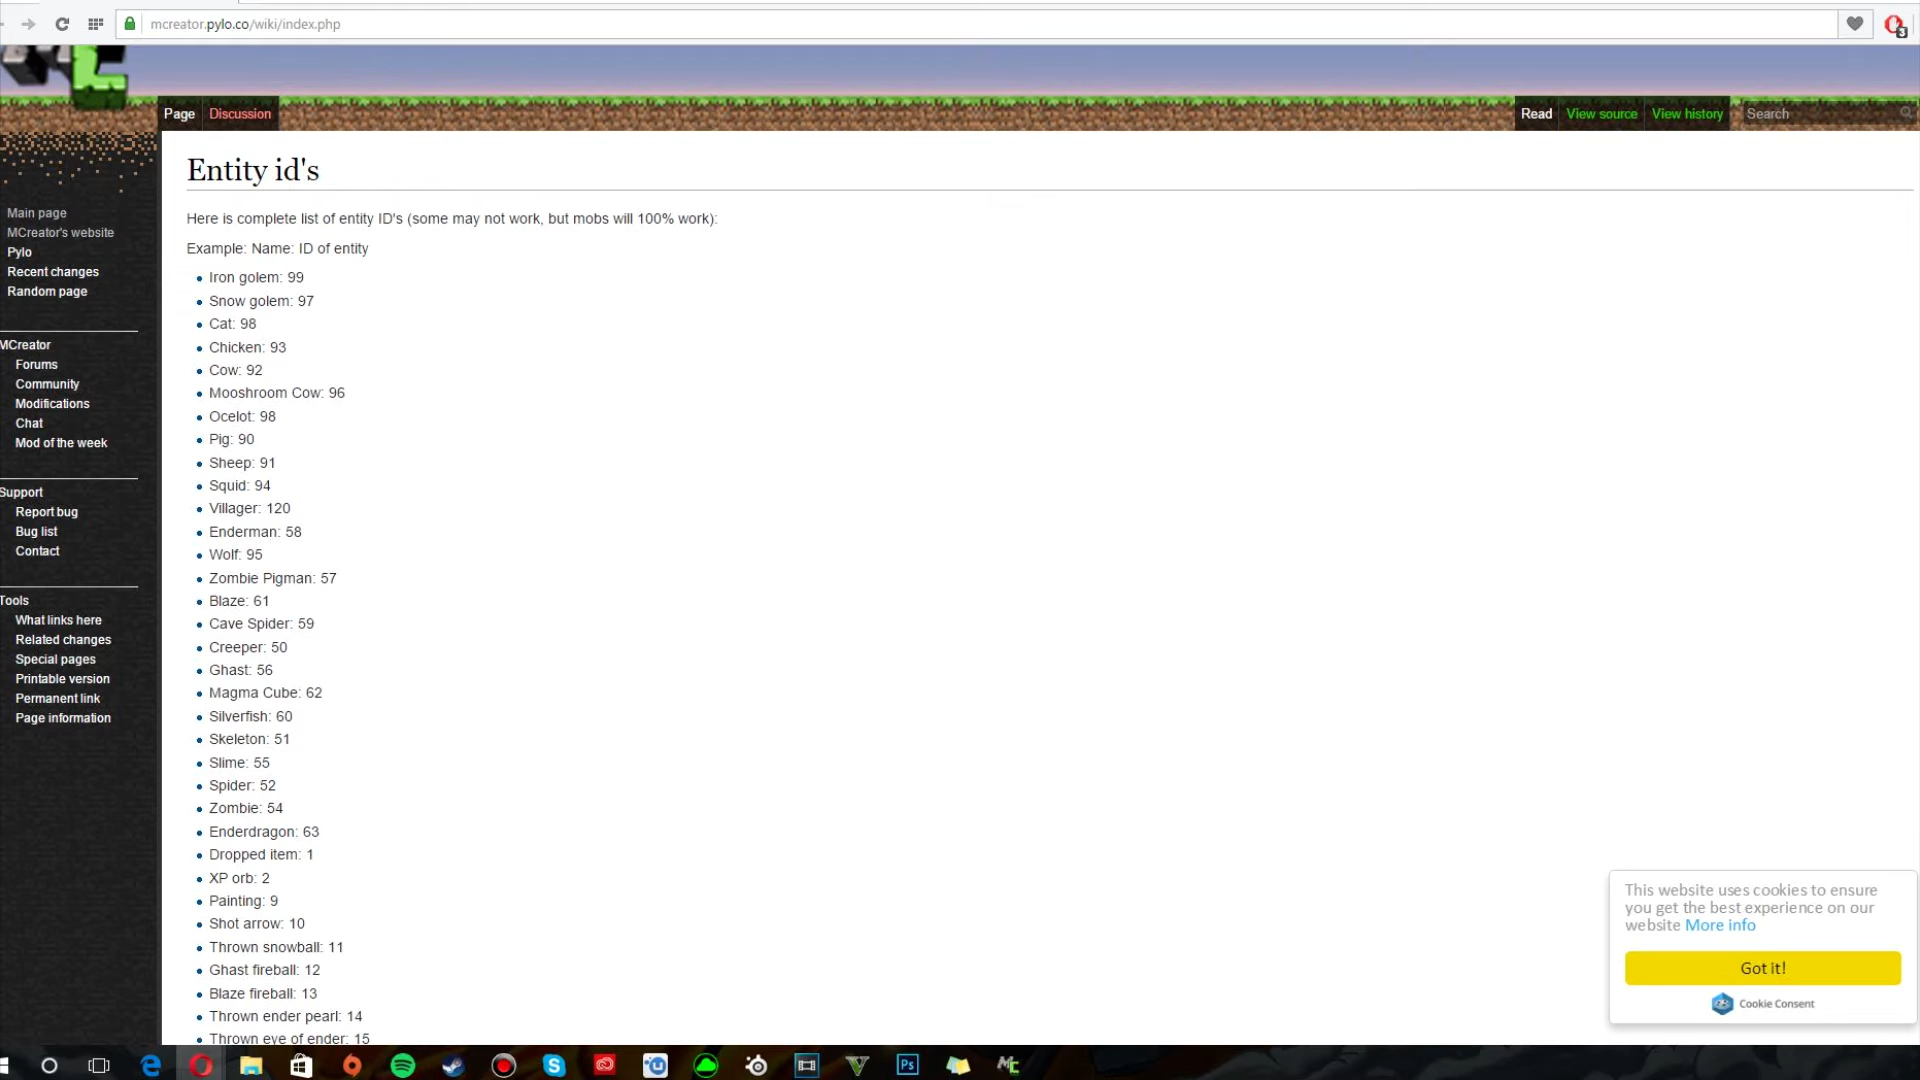 mcreator.pylo.co/wiki/index.php
3
Page
Discussion
Read
View source
View history
Search
Entity id's
Here is complete list of entity ID's (some may not work, but mobs will 100% work):
Example: Name: ID of entity
Iron golem: 99
Snow golem: 97
Cat: 98
Chicken: 93
Cow: 92
Mooshroom Cow: 96
Ocelot: 98
Pig: 90
Sheep: 91
Squid: 94
Villager: 120
Enderman: 58
Wolf: 95
Zombie Pigman: 57
Blaze: 61
Cave Spider: 59
Creeper: 50
Ghast: 56
Magma Cube: 62
Silverfish: 60
Skeleton: 51
Slime: 55
Spider: 52
Zombie: 54
Enderdragon: 63
Dropped item: 1
XP orb: 2
Painting: 9
Shot arrow: 10
Thrown snowball: 11
Ghast fireball: 12
Blaze fireball: 13
Thrown ender pearl: 14
Thrown eye of ender: 15
Main page
MCreator's website
Pylo
Recent changes
Random page
MCreator
Forums
Community
Modifications
Chat
Mod of the week
Support
Report bug
Bug list
Contact
Tools
What links here
Related changes
Special pages
Printable version
Permanent link
Page information
This website uses cookies to ensure
you get the best experience on our
website More info
Got it!
Cookie Consent
Ps